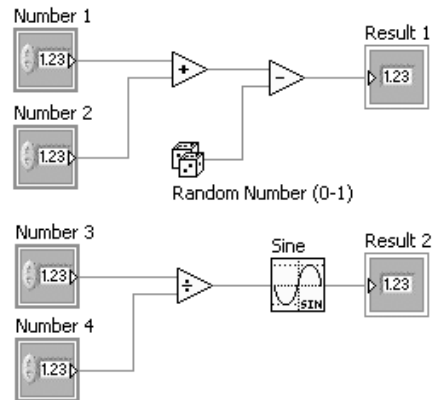 Number 1
1.23
Result 1
+
-
1.23
Number 2
1.23
Random Number (0-1)
Number 3
1.23
Sine
Result 2
÷
SIN
1.23
Number 4
1.23